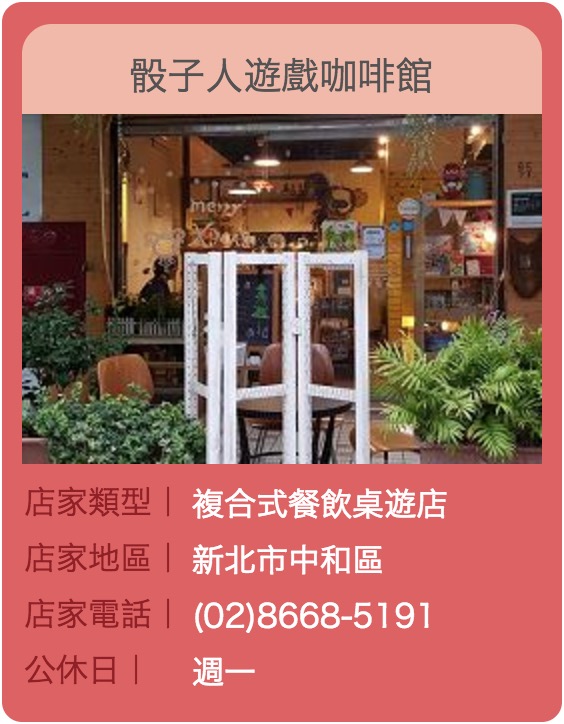 骰子人遊戲咖啡館
merry
店家類型｜ 複合式餐飲桌遊店
店家地區｜ 新北市中和區
店家電話｜ (02)8668-5191
公休日｜ 週一